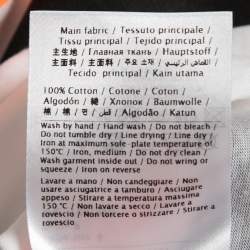 Main fabric / Tessuto principale /
Tissu principal / Tejido principal /
主生地 / Главная ткань / Hauptstoff /
主面料 / 主要面料 / 주요 소재 / القماش الرئيسي /
Tecido principal / Kain utama
100% Cotton / Cotone / Coton /
Algodón / 綿 / Хлопок / Baumwolle /
棉 / 棉 / 면 / قطن / Algodão / Katun
Wash by hand / Hand wash / Do not bleach /
Do not tumble dry / Line drying / Line dry /
Iron at maximum sole-plate temperature of
150°C / Iron, medium / Do not dry clean /
Wash garment inside out / Do not wring or
squeeze / Iron on reverse
Lavare a mano / Non candeggiare / Non
usare asciugatrice a tamburo / Asciugare
appeso / Stirare a temperatura massima
150°C / Non lavare a secco / Lavare a
rovescio / Non torcere o strizzare / Stirare a
rovescio